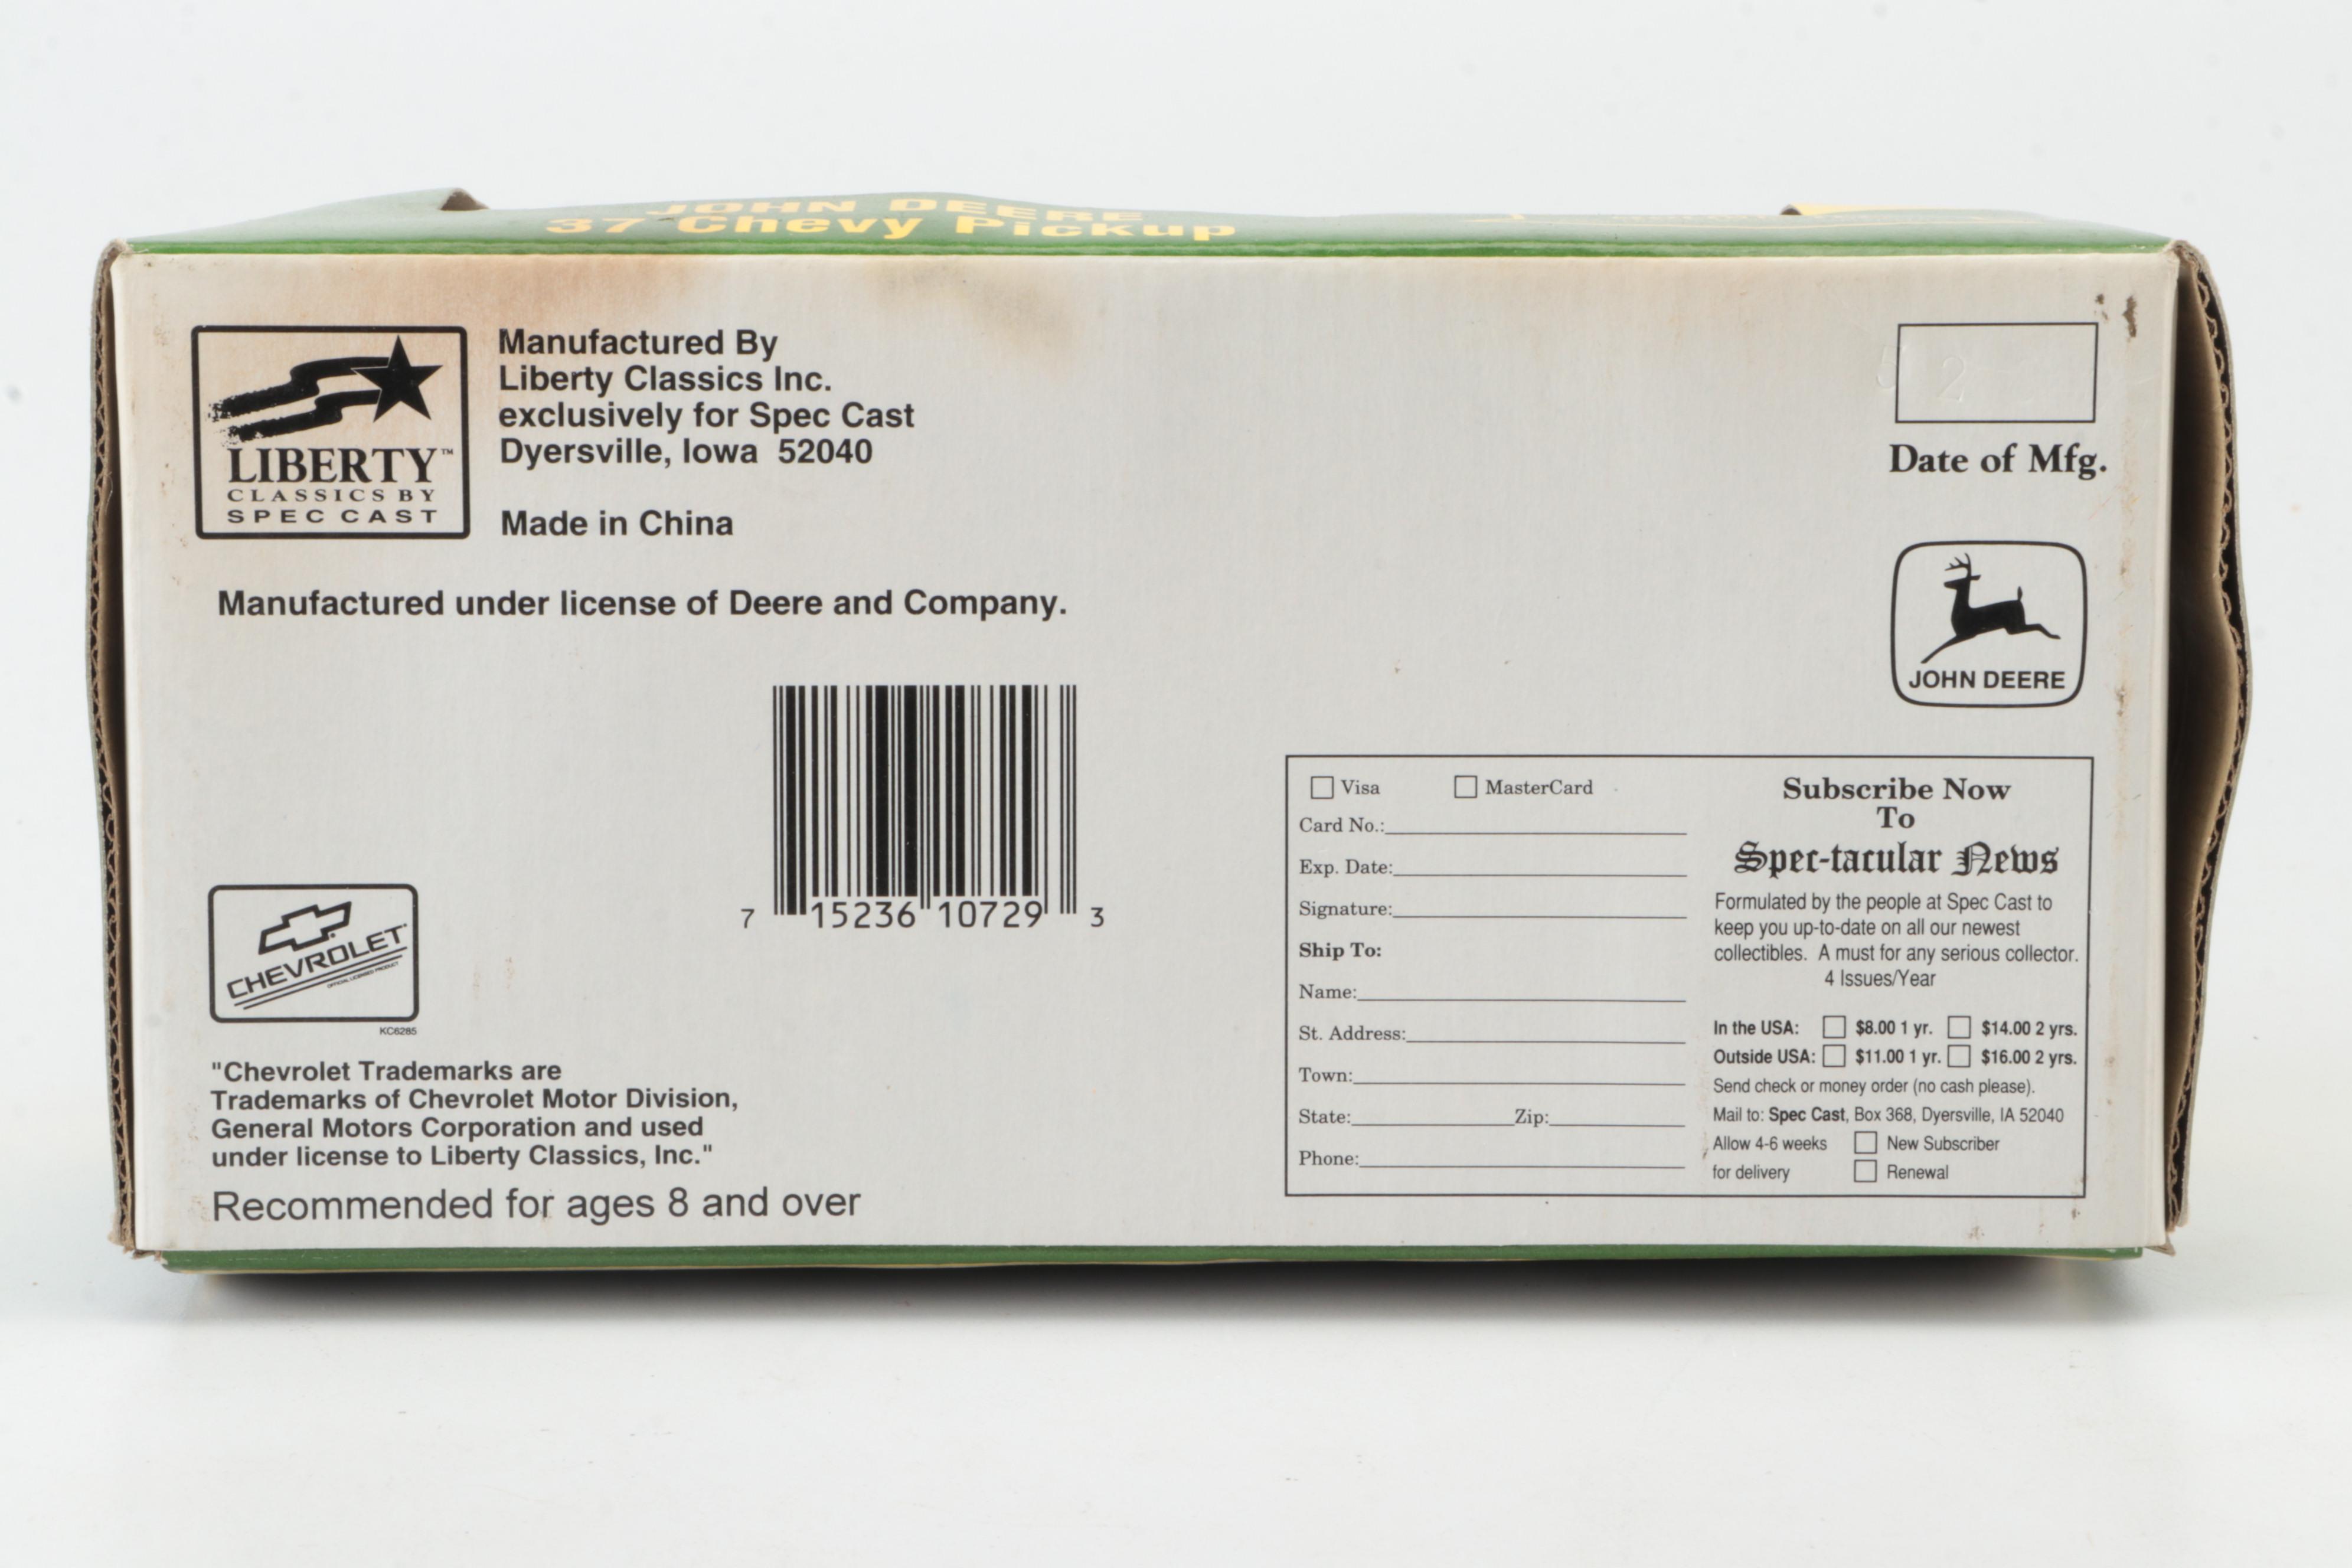 JOHN DEERE
37 Chevy Pickup
LIBERTY™
CLASSICS BY
SPEC CAST
Manufactured By
Liberty Classics Inc.
exclusively for Spec Cast
Dyersville, Iowa 52040
Made in China
Manufactured under license of Deere and Company.
2
Date of Mfg.
JOHN DEERE
7 15236 10729 3
CHEVROLET
OFFICIAL LICENSED PRODUCT
KC6285
"Chevrolet Trademarks are
Trademarks of Chevrolet Motor Division,
General Motors Corporation and used
under license to Liberty Classics, Inc."
Recommended for ages 8 and over
Visa MasterCard
Card No.:
Exp. Date:
Signature:
Ship To:
Name:
St. Address:
Town:
State: Zip:
Phone:
Subscribe Now
To
Spec-tacular News
Formulated by the people at Spec Cast to
keep you up-to-date on all our newest
collectibles. A must for any serious collector.
4 Issues/Year
In the USA: $8.00 1 yr. $14.00 2 yrs.
Outside USA: $11.00 1 yr. $16.00 2 yrs.
Send check or money order (no cash please).
Mail to: Spec Cast, Box 368, Dyersville, IA 52040
Allow 4-6 weeks New Subscriber
for delivery Renewal